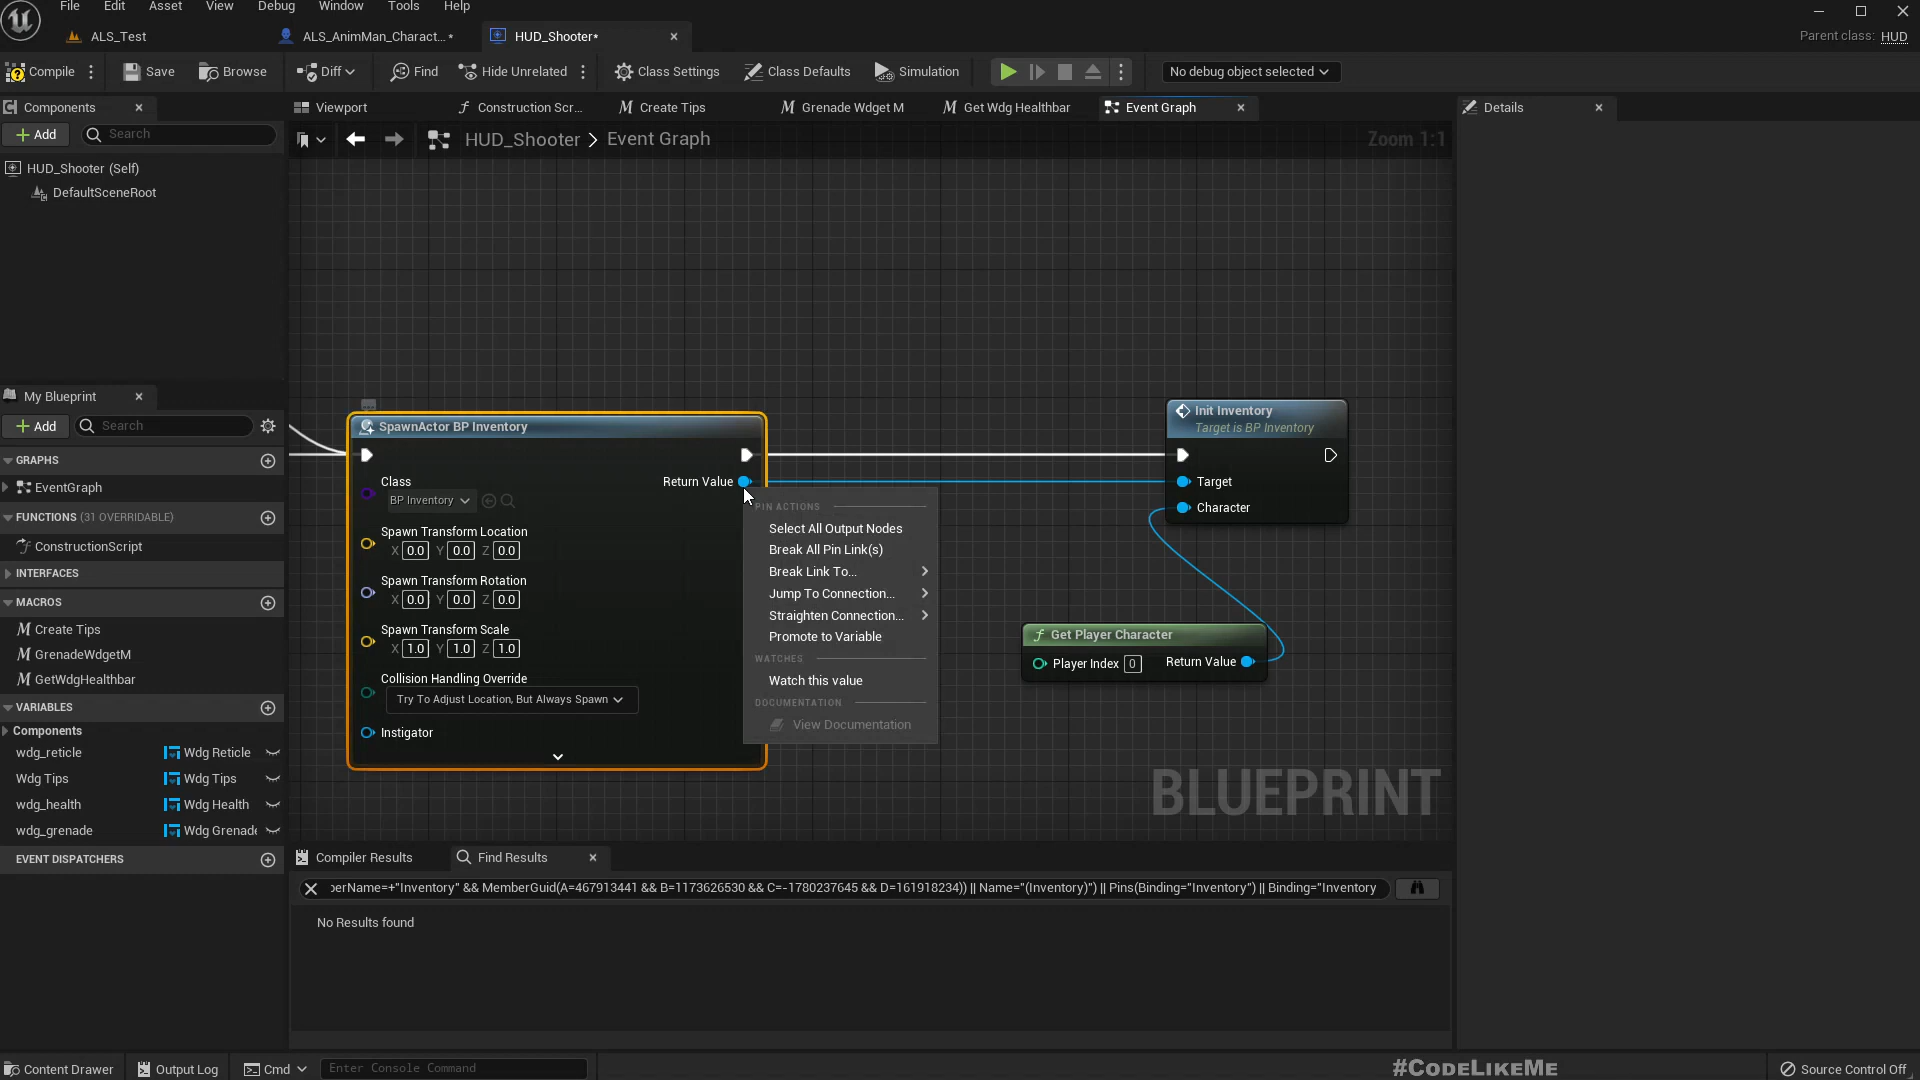 File Edit Asset View Debug Window Tools Help
ALS_Test ALS_AnimMan_Charact...* HUD_Shooter*
Parent class: HUD
Compile Save Browse Diff Find Hide Unrelated Class Settings Class Defaults Simulation No debug object selected
Components Viewport Construction Scr... Create Tips Grenade Wdget M Get Wdg Healthbar Event Graph Details
Add Search
HUD_Shooter > Event Graph Zoom 1:1
HUD_Shooter (Self)
DefaultSceneRoot
My Blueprint
Add Search
GRAPHS
EventGraph
FUNCTIONS (31 OVERRIDABLE)
ConstructionScript
INTERFACES
MACROS
Create Tips
GrenadeWdgetM
GetWdgHealthbar
VARIABLES
Components
wdg_reticle Wdg Reticle
Wdg Tips Wdg Tips
wdg_health Wdg Health
wdg_grenade Wdg Grenade
EVENT DISPATCHERS
SpawnActor BP Inventory
Class
BP Inventory
Return Value
Spawn Transform Location
X 0.0 Y 0.0 Z 0.0
Spawn Transform Rotation
X 0.0 Y 0.0 Z 0.0
Spawn Transform Scale
X 1.0 Y 1.0 Z 1.0
Collision Handling Override
Try To Adjust Location, But Always Spawn
Instigator
PIN ACTIONS
Select All Output Nodes
Break All Pin Link(s)
Break Link To...
Jump To Connection...
Straighten Connection...
Promote to Variable
WATCHES
Watch this value
DOCUMENTATION
View Documentation
Init Inventory
Target is BP Inventory
Target
Character
Get Player Character
Player Index 0 Return Value
BLUEPRINT
Compiler Results Find Results
berName=+"Inventory" && MemberGuid(A=467913441 && B=1173626530 && C=-1780237645 && D=161918234)) || Name="(Inventory)") || Pins(Binding="Inventory") || Binding="Inventory
No Results found
Content Drawer Output Log Cmd Enter Console Command #CodeLikeMe Source Control Off